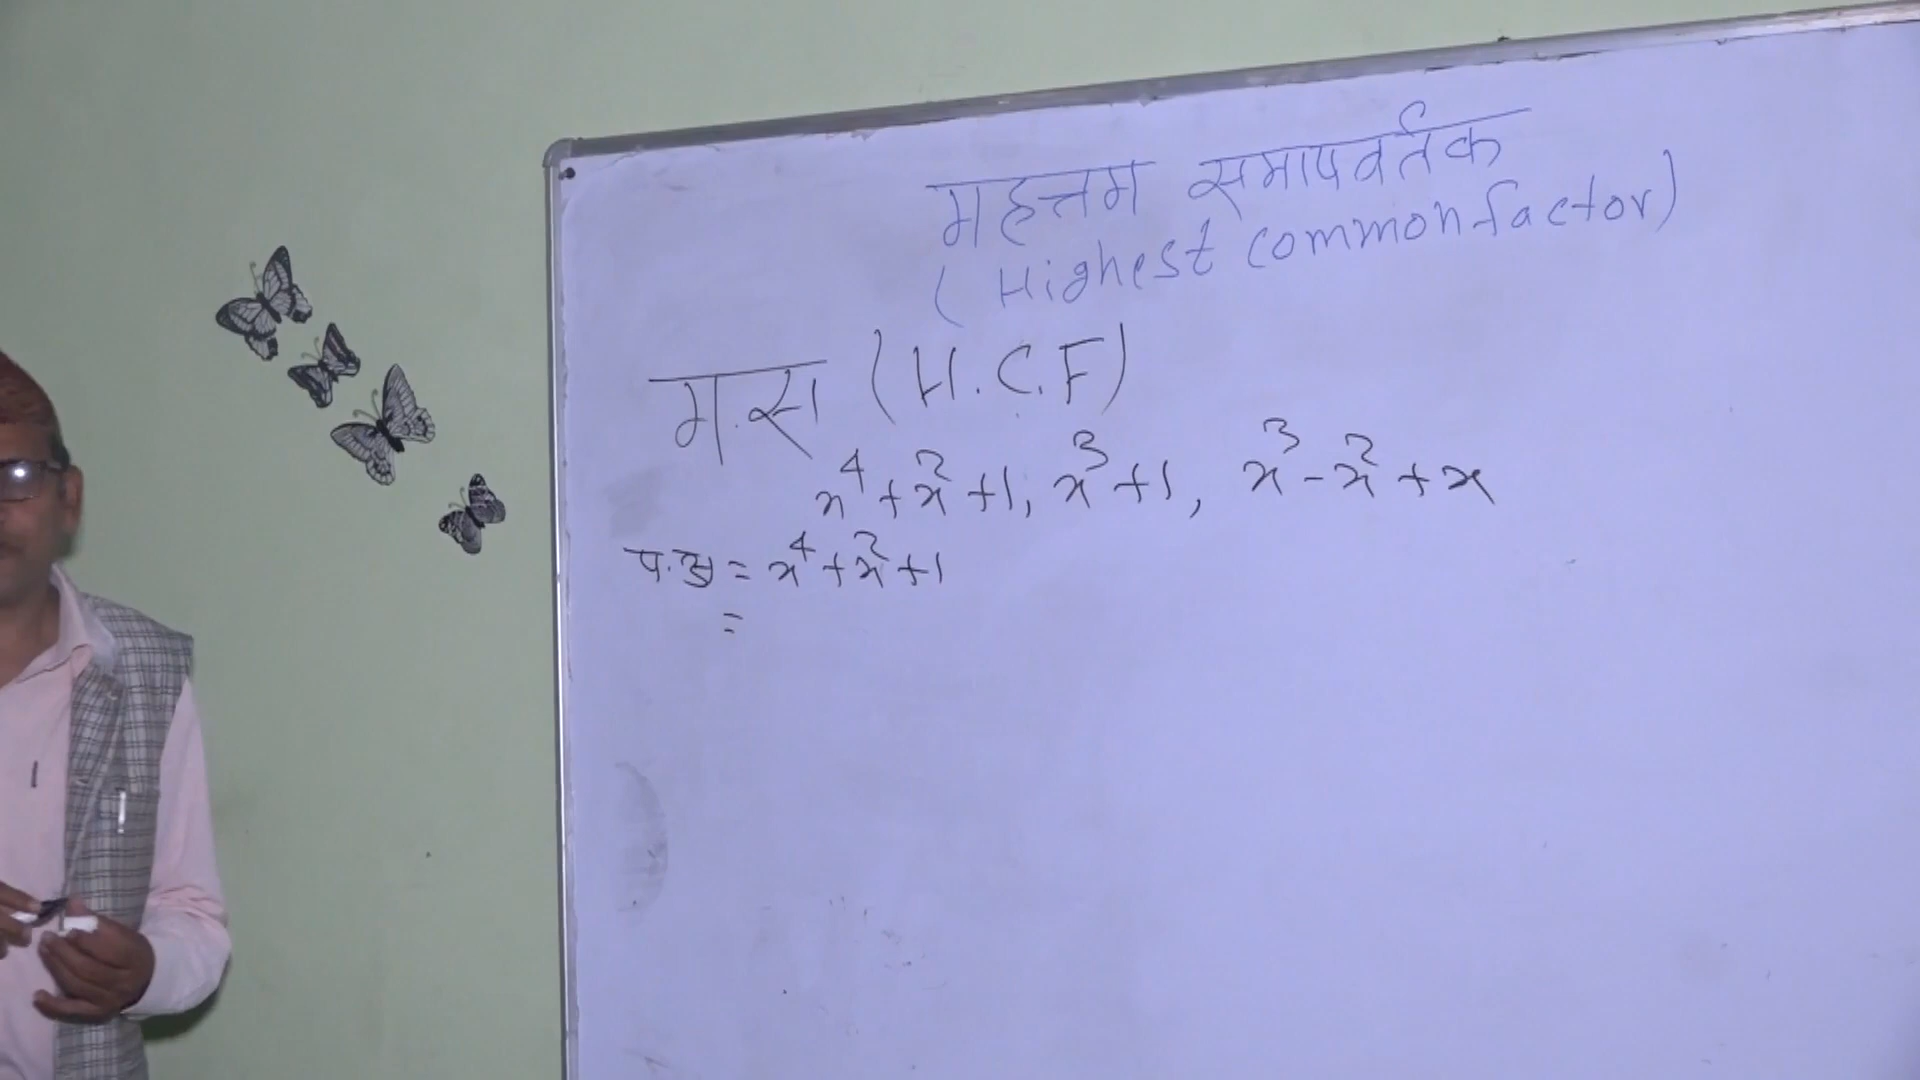 महत्तम समापवर्तक
(Highest common factor)
म.स (H.C.F)
x⁴+x²+1, x³+1, x³-x²+x
प.अ = x⁴+x²+1
=